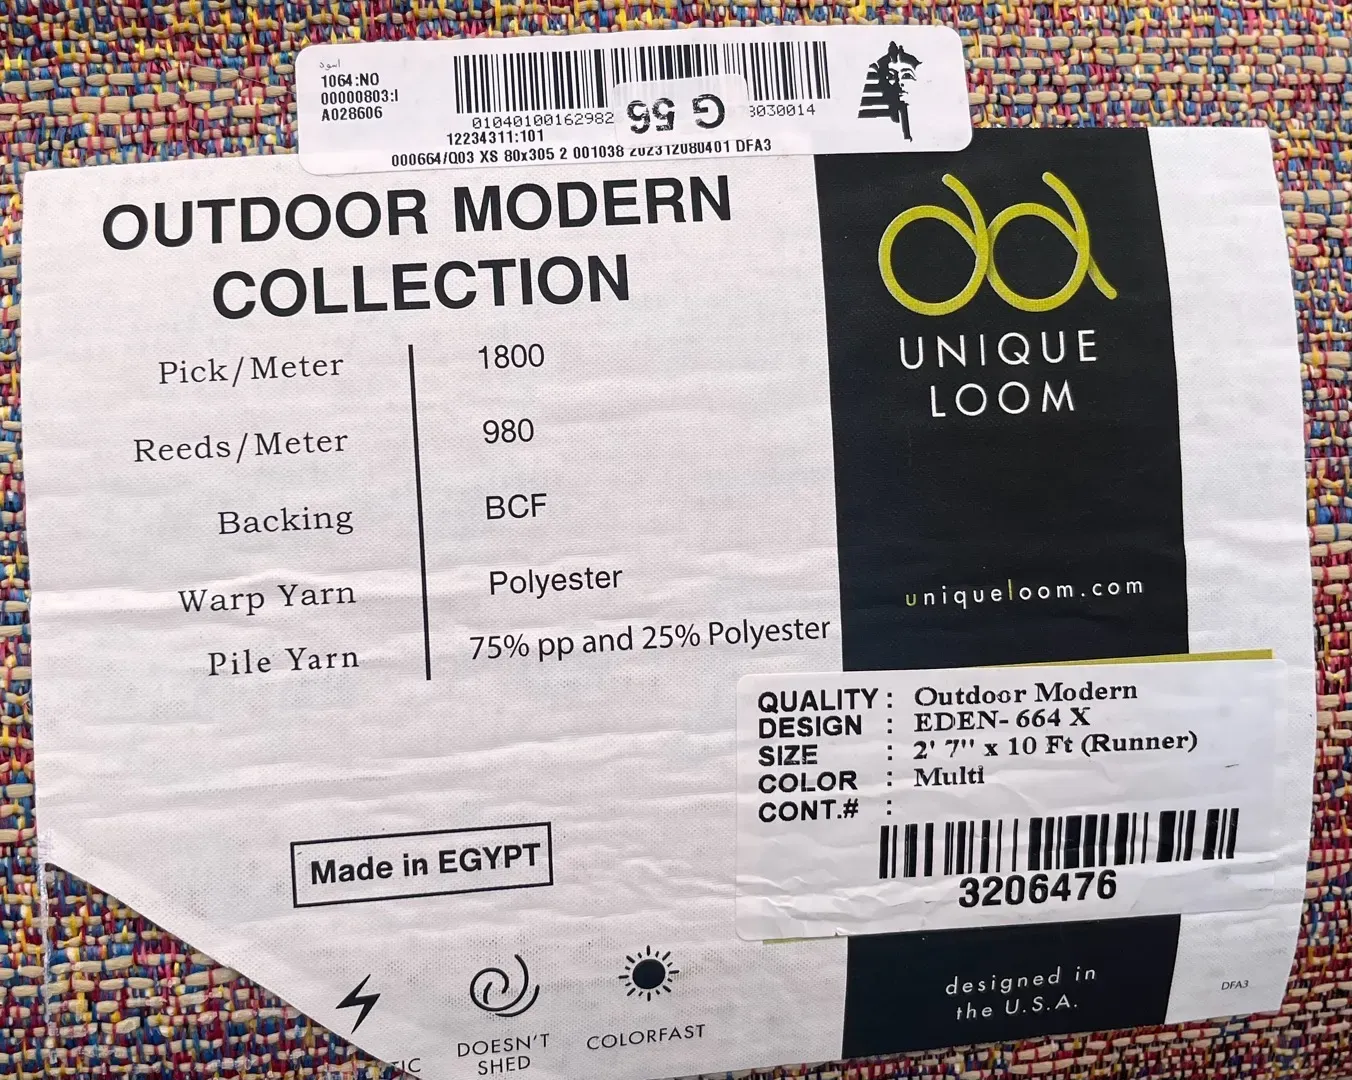 اسود
1064:NO
00000803:I
A028606
01040100162982
3030014
G 55
12234311:101
000664/Q03 XS 80x305 2 001038 202312080401 DFA3
OUTDOOR MODERN
COLLECTION
Pick/Meter 1800
Reeds/Meter 980
Backing BCF
Warp Yarn Polyester
Pile Yarn 75% pp and 25% Polyester
Made in EGYPT
DOESN'T
SHED
COLORFAST
UNIQUE
LOOM
uniqueloom.com
QUALITY : Outdoor Modern
DESIGN : EDEN- 664 X
SIZE : 2' 7" x 10 Ft (Runner)
COLOR : Multi
CONT.# :
3206476
designed in
the U.S.A.
DFA3